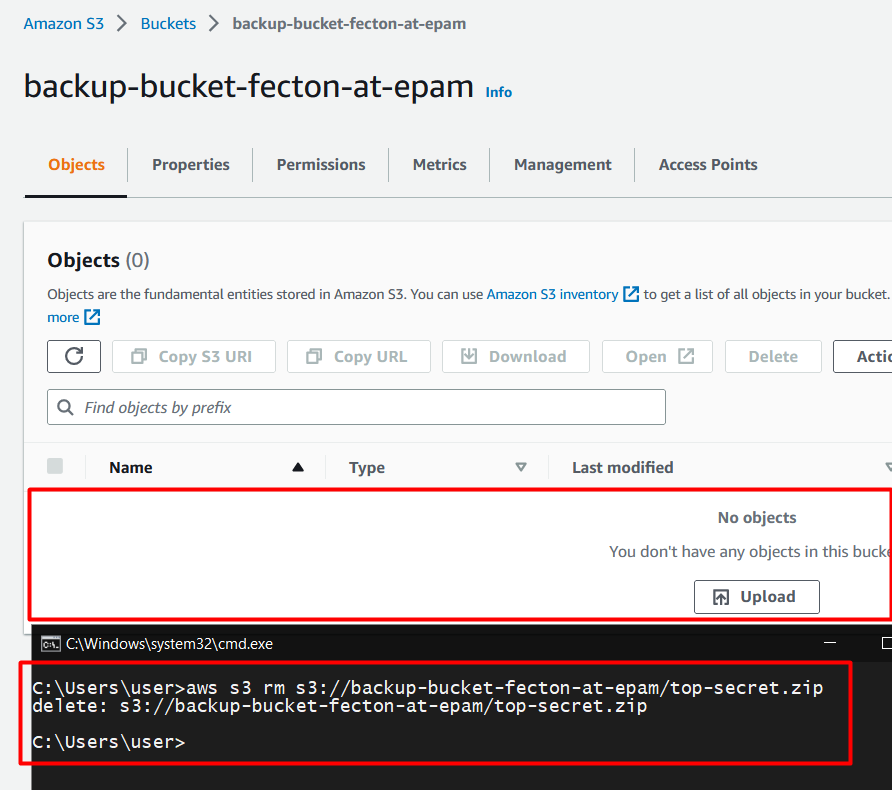 Amazon S3 > Buckets > backup-bucket-fecton-at-epam
backup-bucket-fecton-at-epam Info
Objects Properties Permissions Metrics Management Access Points
Objects (0)
Objects are the fundamental entities stored in Amazon S3. You can use Amazon S3 inventory to get a list of all objects in your bucket.
more
Copy S3 URI Copy URL Download Open Delete Actic
Find objects by prefix
Name Type Last modified
No objects
You don't have any objects in this bucke
Upload
C:\Windows\system32\cmd.exe
C:\Users\user>aws s3 rm s3://backup-bucket-fecton-at-epam/top-secret.zip
delete: s3://backup-bucket-fecton-at-epam/top-secret.zip
C:\Users\user>